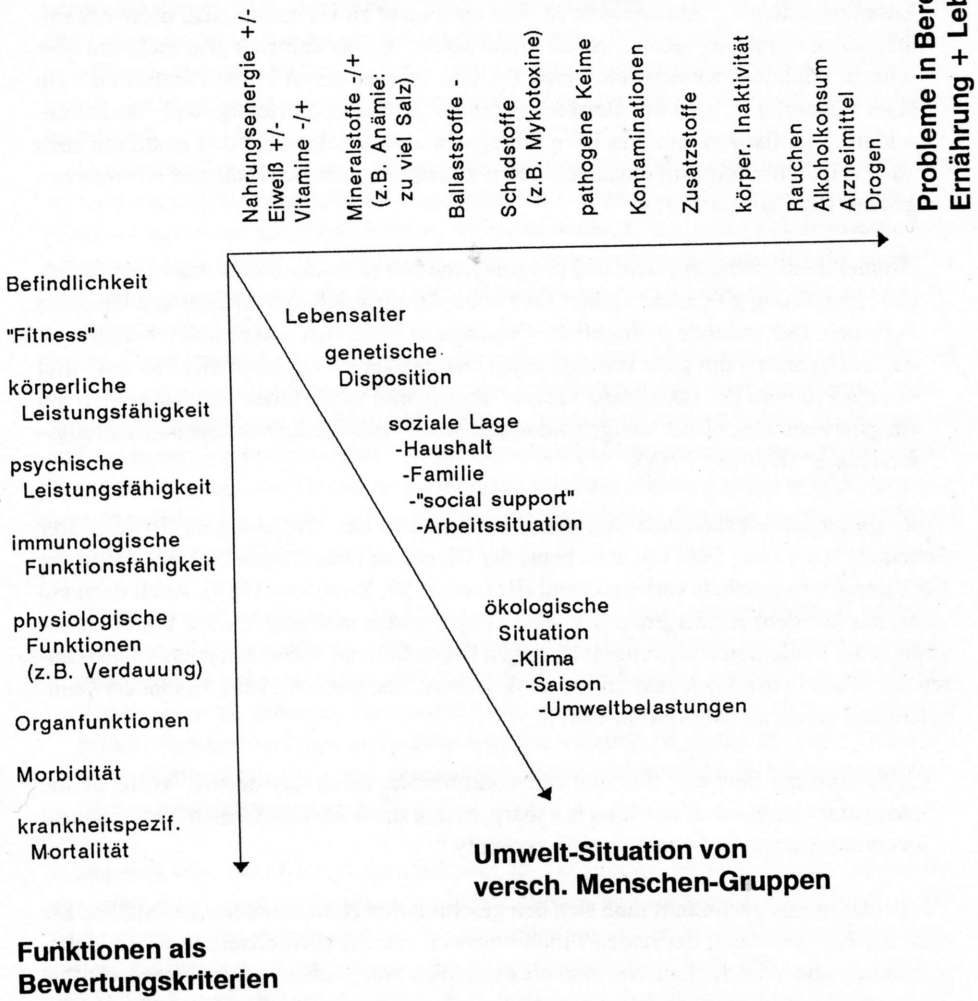 Nahrungsenergie +/-
Eiweiß +/-
Vitamine -/+
Mineralstoffe -/+
(z.B. Anämie;
zu viel Salz)
Ballaststoffe -
Schadstoffe
(z.B. Mykotoxine)
pathogene Keime
Kontaminationen
Zusatzstoffe
körper. Inaktivität
Rauchen
Alkoholkonsum
Arzneimittel
Drogen
Probleme in
Ernährung +
Befindlichkeit
"Fitness"
körperliche
Leistungsfähigkeit
psychische
Leistungsfähigkeit
immunologische
Funktionsfähigkeit
physiologische
Funktionen
(z.B. Verdauung)
Organfunktionen
Morbidität
krankheitspezif.
Mortalität
Lebensalter
genetische
Disposition
soziale Lage
-Haushalt
-Familie
-"social support"
-Arbeitssituation
ökologische
Situation
-Klima
-Saison
-Umweltbelastungen
Umwelt-Situation von
versch. Menschen-Gruppen
Funktionen als
Bewertungskriterien